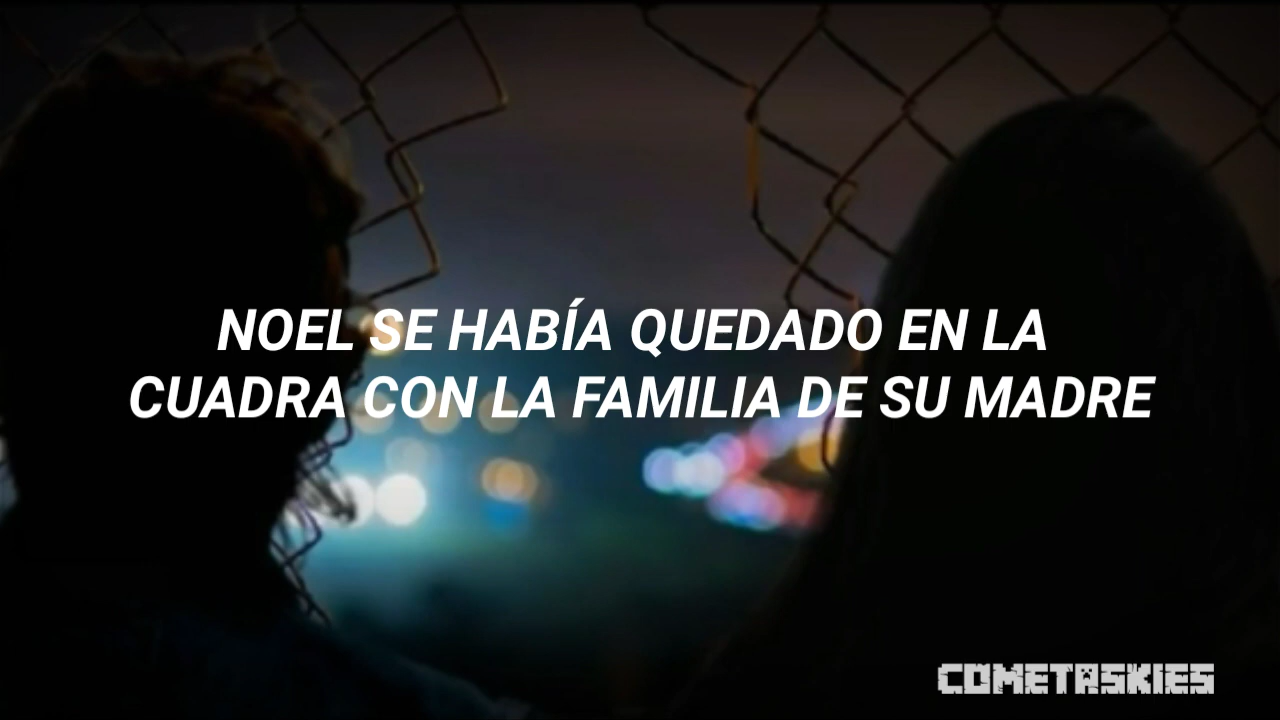 NOEL SE HABÍA QUEDADO EN LA
CUADRA CON LA FAMILIA DE SU MADRE
COMETASKIES